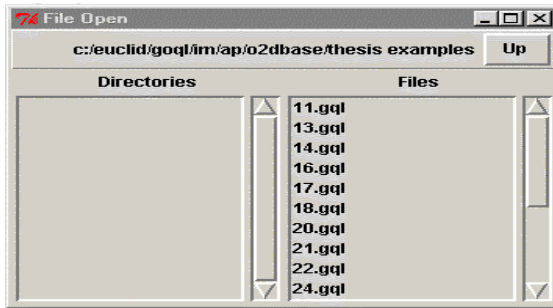 File Open
c:/euclid/goql/im/ap/o2dbase/thesis examples Up
Directories Files
11.gql
13.gql
14.gql
16.gql
17.gql
18.gql
20.gql
21.gql
22.gql
24.gql